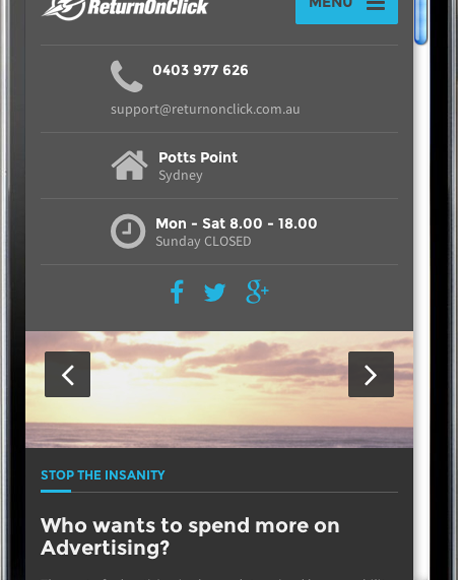 ReturnOnClick
MENU
0403 977 626
support@returnonclick.com.au
Potts Point
Sydney
Mon - Sat 8.00 - 18.00
Sunday CLOSED
STOP THE INSANITY
Who wants to spend more on
Advertising?